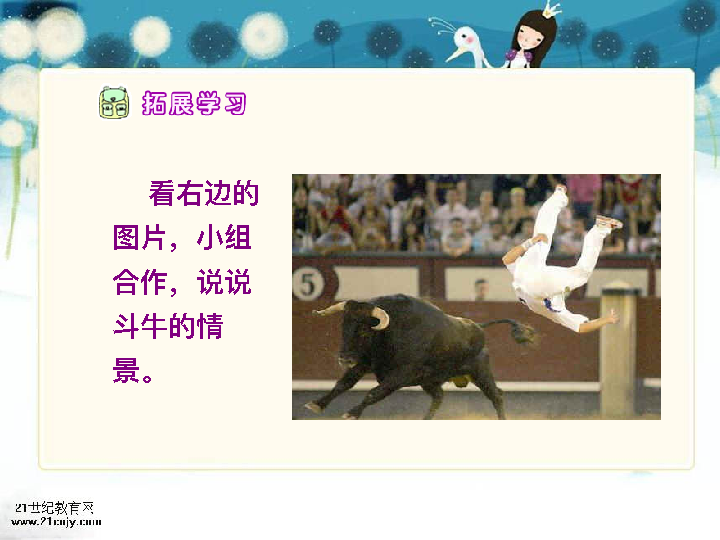 拓展学习
看右边的
图片，小组
合作，说说
斗牛的情
景。
5
21世纪教育网
www.21cnjy.com